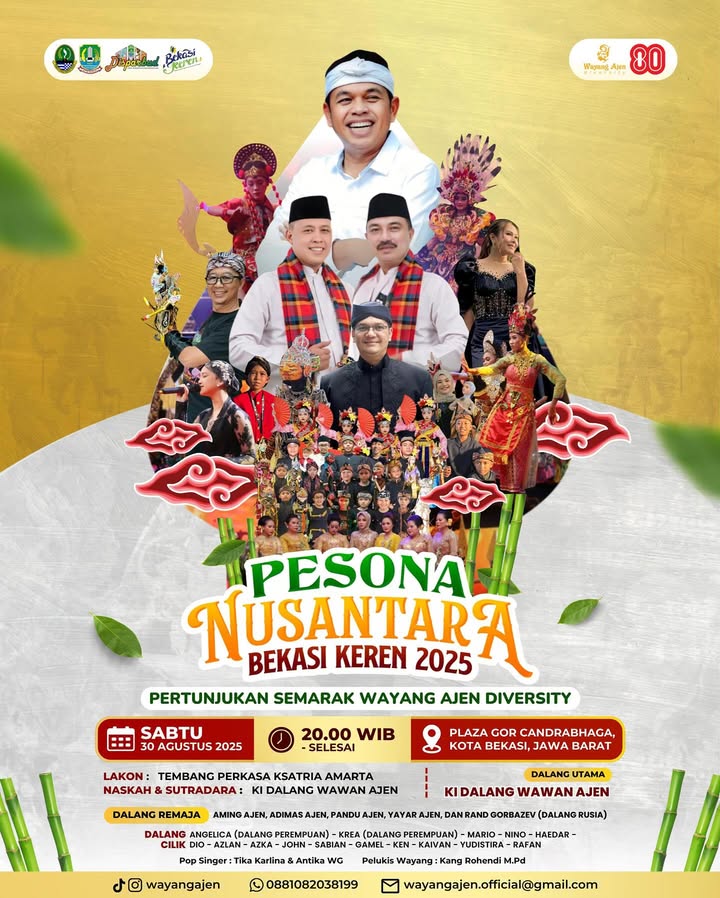 Disparbud
Bekasi
Keren
Wayang Ajen
DIVERSITY
80
PESONA
NUSANTARA
BEKASI KEREN 2025
PERTUNJUKAN SEMARAK WAYANG AJEN DIVERSITY
SABTU
30 AGUSTUS 2025
20.00 WIB
- SELESAI
PLAZA GOR CANDRABHAGA,
KOTA BEKASI, JAWA BARAT
LAKON : TEMBANG PERKASA KSATRIA AMARTA
NASKAH & SUTRADARA : KI DALANG WAWAN AJEN
DALANG UTAMA
KI DALANG WAWAN AJEN
DALANG REMAJA AMING AJEN, ADIMAS AJEN, PANDU AJEN, YAYAR AJEN, DAN RAND GORBAZEV (DALANG RUSIA)
DALANG CILIK ANGELICA (DALANG PEREMPUAN) - KREA (DALANG PEREMPUAN) - MARIO - NINO - HAEDAR -
DIO - AZLAN - AZKA - JOHN - SABIAN - GAMEL - KEN - KAIVAN - YUDISTIRA - RAFAN
Pop Singer : Tika Karlina & Antika WG Pelukis Wayang : Kang Rohendi M.Pd
wayangajen 0881082038199 wayangajen.official@gmail.com